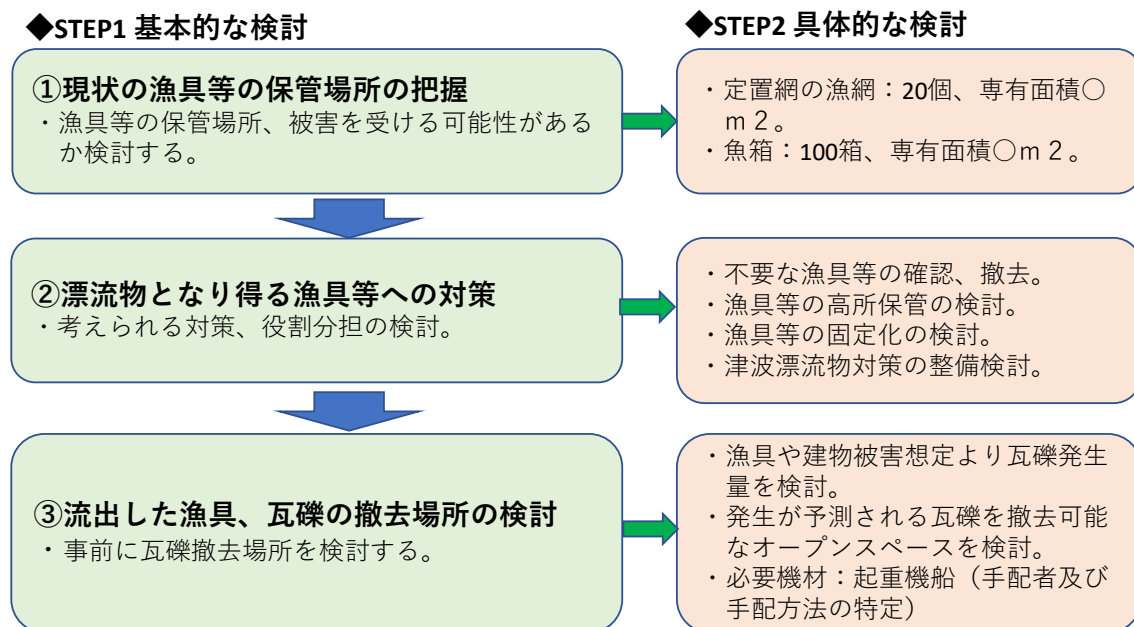 ◆STEP1 基本的な検討
①現状の漁具等の保管場所の把握
・漁具等の保管場所、被害を受ける可能性がある
か検討する。
②漂流物となり得る漁具等への対策
・考えられる対策、役割分担の検討。
③流出した漁具、瓦礫の撤去場所の検討
・事前に瓦礫撤去場所を検討する。
◆STEP2 具体的な検討
・定置網の漁網：20個、専有面積〇
ｍ２。
・魚箱：100箱、専有面積〇ｍ２。
・不要な漁具等の確認、撤去。
・漁具等の高所保管の検討。
・漁具等の固定化の検討。
・津波漂流物対策の整備検討。
・漁具や建物被害想定より瓦礫発生
量を検討。
・発生が予測される瓦礫を撤去可能
なオープンスペースを検討。
・必要機材：起重機船（手配者及び
手配方法の特定）